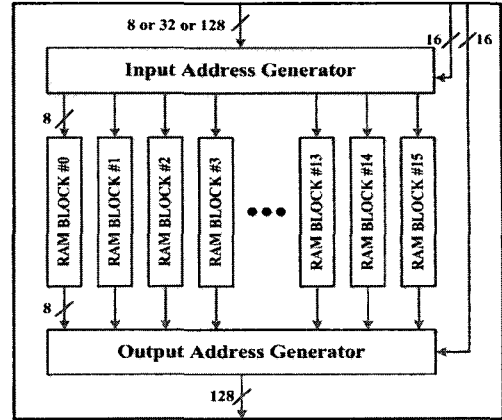 8 or 32 or 128
16 16
Input Address Generator
8
RAM BLOCK #0
RAM BLOCK #1
RAM BLOCK #2
RAM BLOCK #3
RAM BLOCK #13
RAM BLOCK #14
RAM BLOCK #15
8
Output Address Generator
128